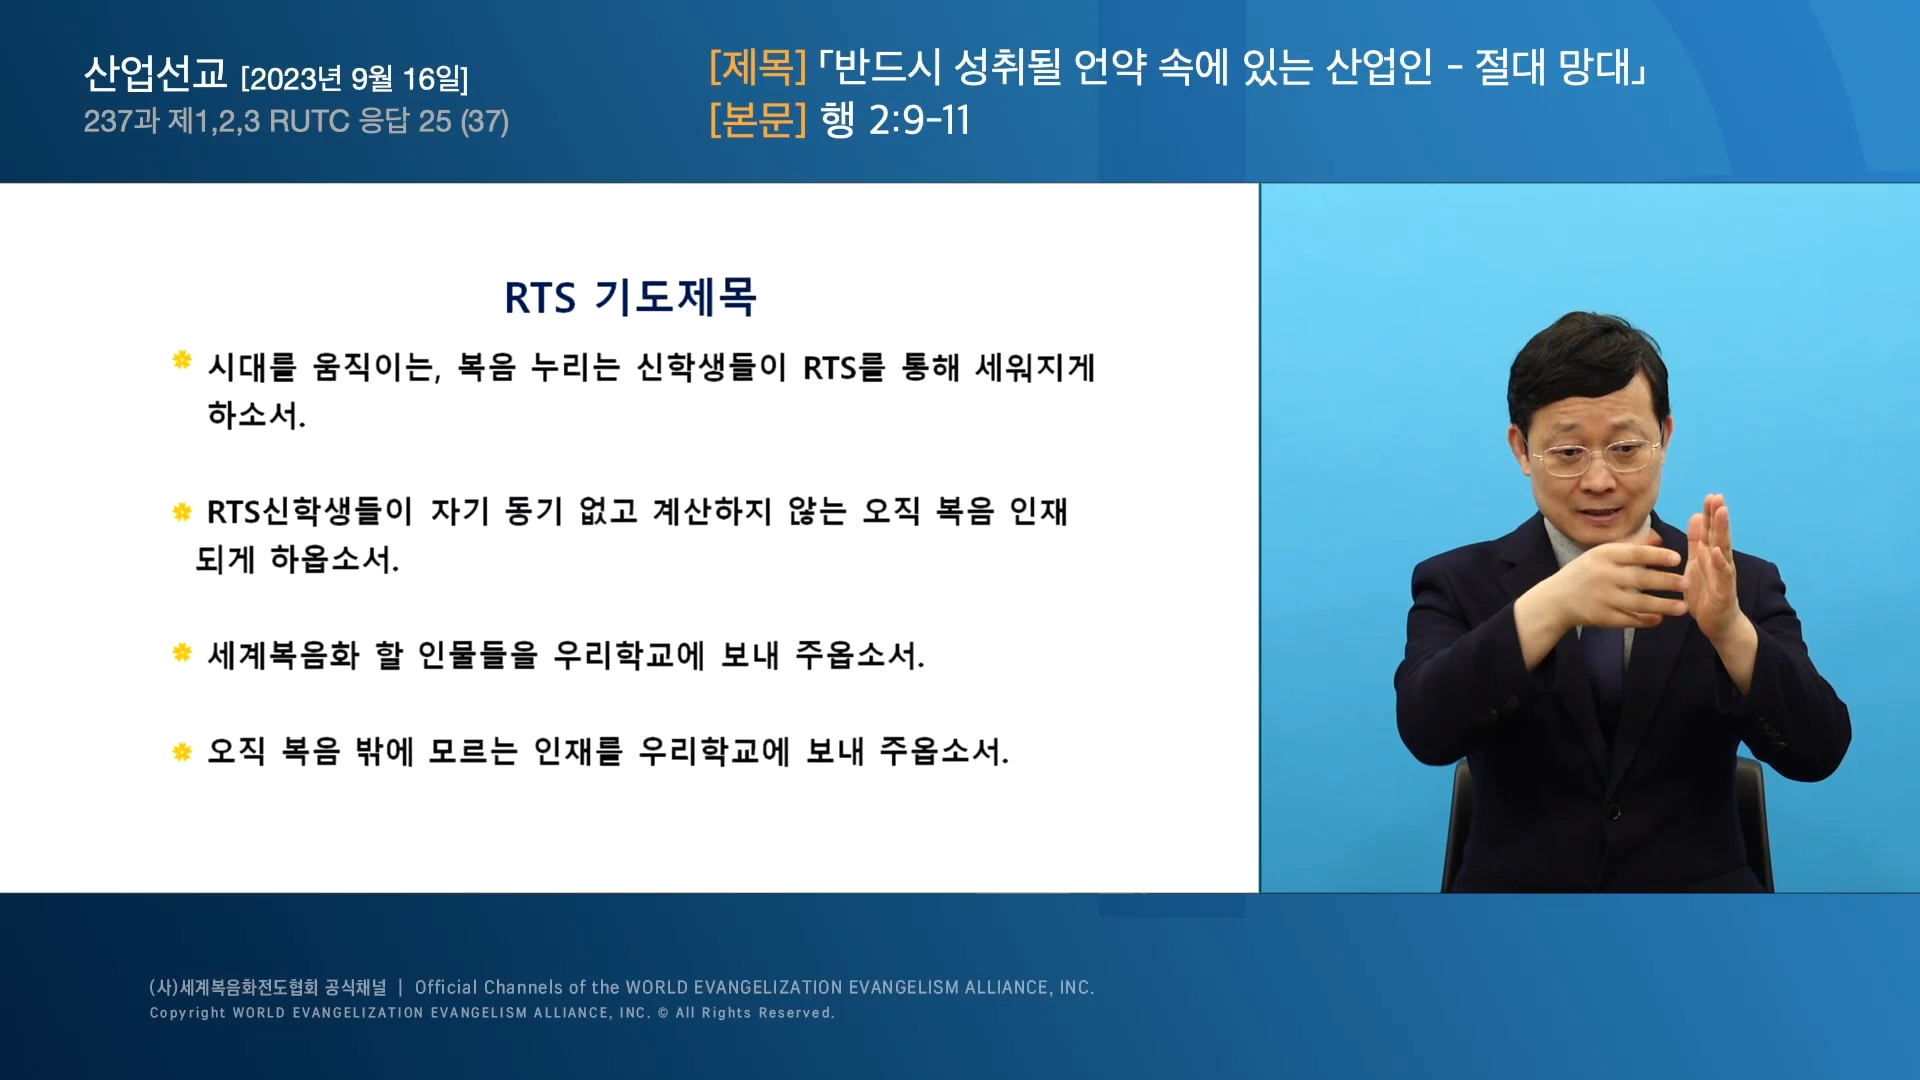 산업선교 [2023년 9월 16일]
237과 제1,2,3 RUTC 응답 25 (37)
[제목] 「반드시 성취될 언약 속에 있는 산업인 - 절대 망대」
[본문] 행 2:9-11
RTS 기도제목
시대를 움직이는, 복음 누리는 신학생들이 RTS를 통해 세워지게
하소서.
RTS신학생들이 자기 동기 없고 계산하지 않는 오직 복음 인재
되게 하옵소서.
세계복음화 할 인물들을 우리학교에 보내 주옵소서.
오직 복음 밖에 모르는 인재를 우리학교에 보내 주옵소서.
(사)세계복음화전도협회 공식채널 | Official Channels of the WORLD EVANGELIZATION EVANGELISM ALLIANCE, INC.
Copyright WORLD EVANGELIZATION EVANGELISM ALLIANCE, INC. © All Rights Reserved.